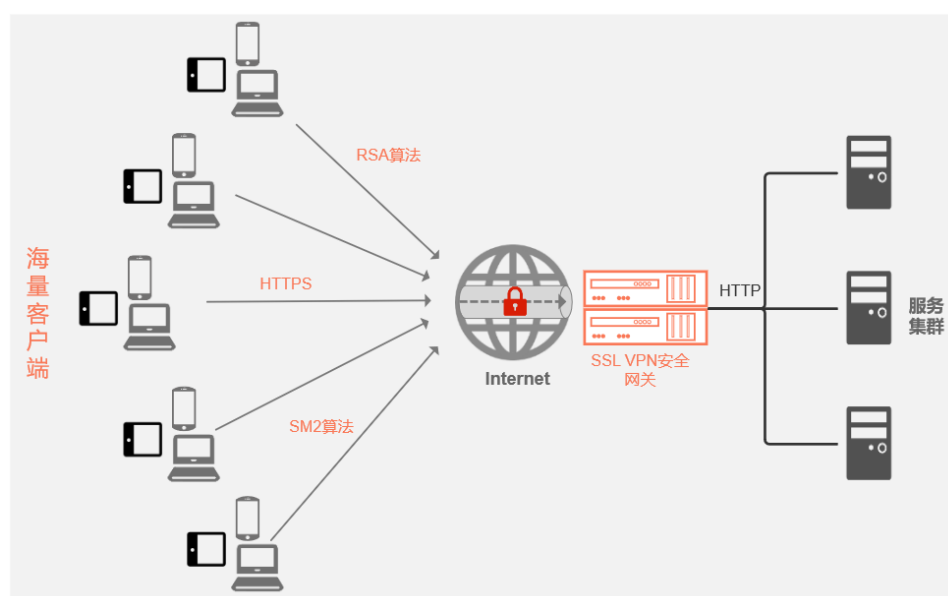 RSA算法
海量客户端
HTTPS
HTTP
服务
集群
SSL VPN安全
网关
Internet
SM2算法